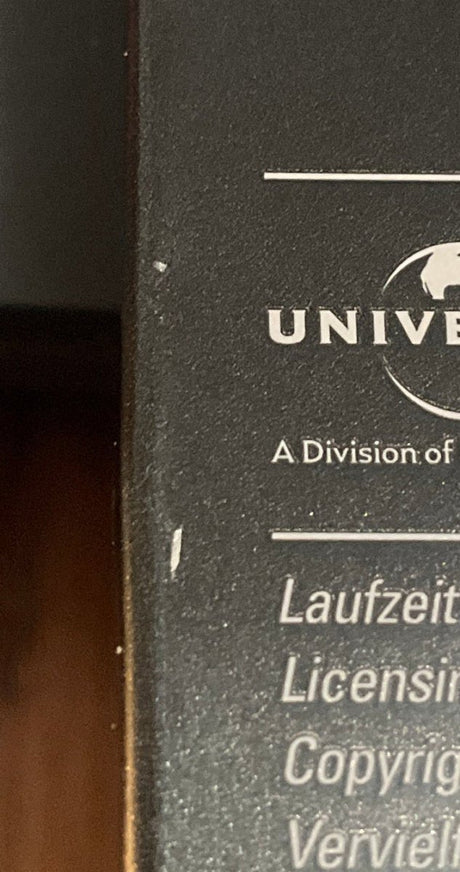 UNIVE
A Division of
Laufzeit
Licensin
Copyrig
Vervielf